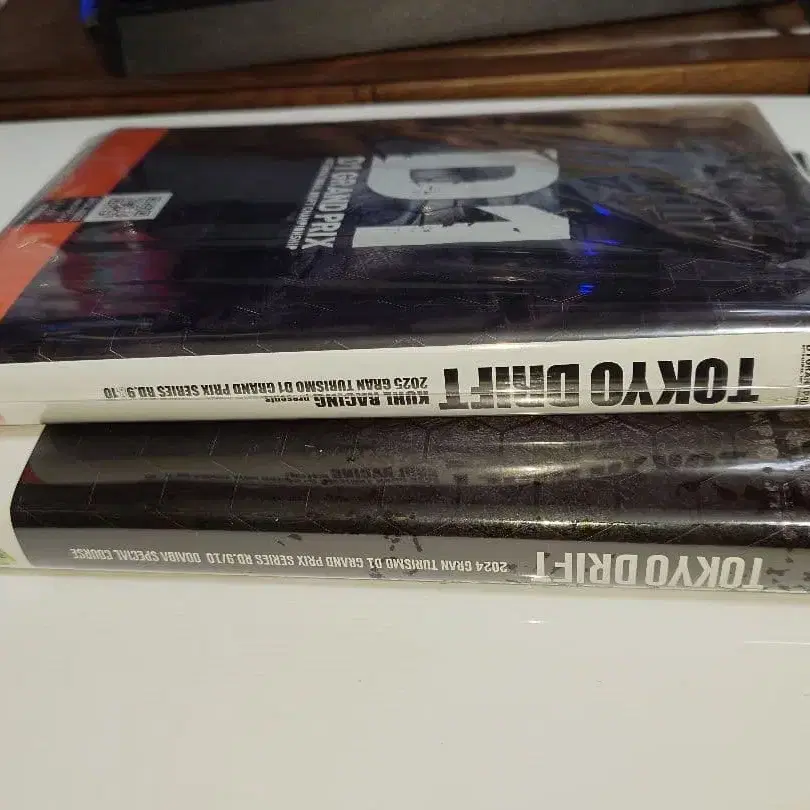 D1
D1 GRAND PRIX
TOKYO DRIFT
KUHL RACING presents
2025 GRAN TURISMO D1 GRAND PRIX SERIES RD.9&10
TOKYO DRIFT
2024 GRAN TURISMO D1 GRAND PRIX SERIES RD.9/10 ODAIBA SPECIAL COURSE